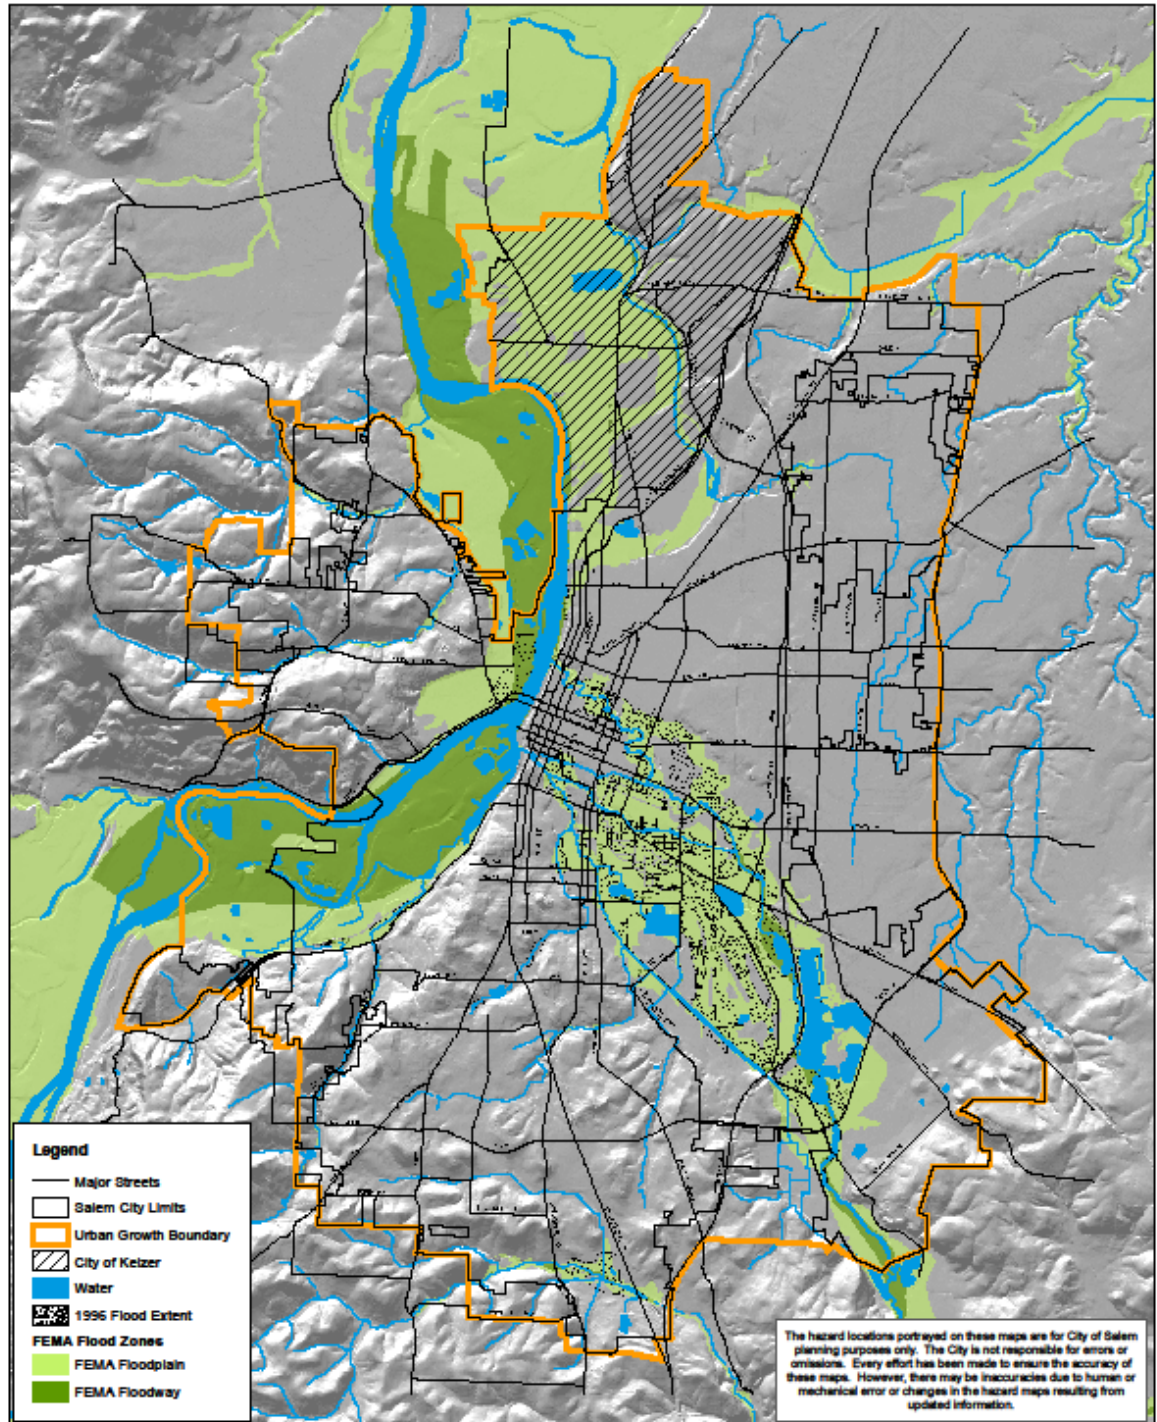 Legend
Major Streets
Salem City Limits
Urban Growth Boundary
City of Keizer
Water
1996 Flood Extent
FEMA Flood Zones
FEMA Floodplain
FEMA Floodway
The hazard locations portrayed on these maps are for City of Salem
planning purposes only. The City is not responsible for errors or
omissions. Every effort has been made to ensure the accuracy of
these maps. However, there may be inaccuracies due to human or
mechanical error or changes in the hazard maps resulting from
updated information.